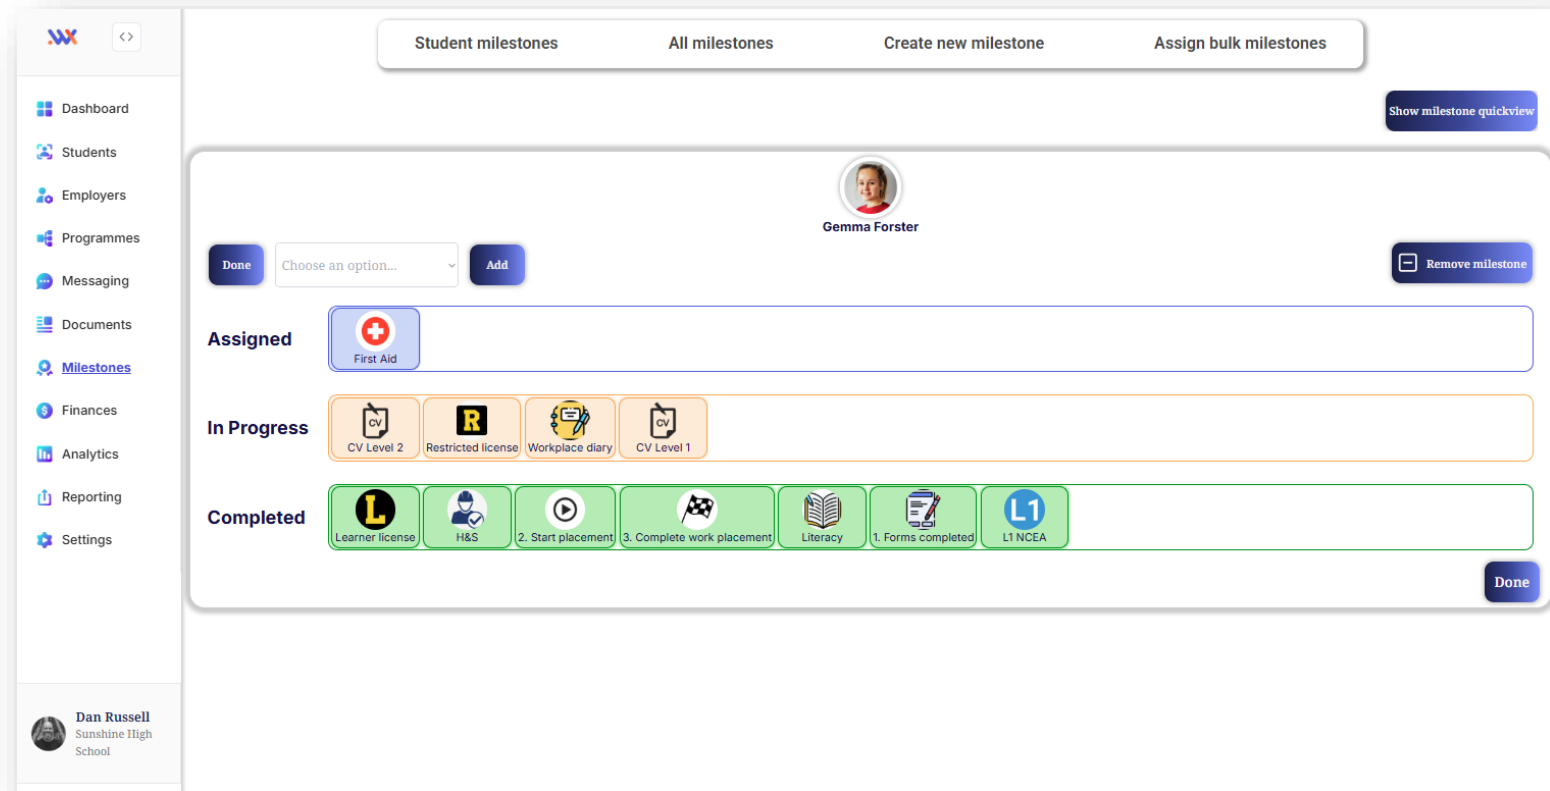 Student milestones
All milestones
Create new milestone
Assign bulk milestones
Dashboard
Students
Employers
Programmes
Messaging
Documents
Milestones
Finances
Analytics
Reporting
Settings
Dan Russell
Sunshine High
School
Show milestone quickview
Gemma Forster
Done
Choose an option...
Add
Remove milestone
Assigned
First Aid
In Progress
CV
CV Level 2
R
Restricted license
Workplace diary
CV
CV Level 1
Completed
L
Learner license
H&S
2. Start placement
3. Complete work placement
Literacy
1. Forms completed
L1
L1 NCEA
Done